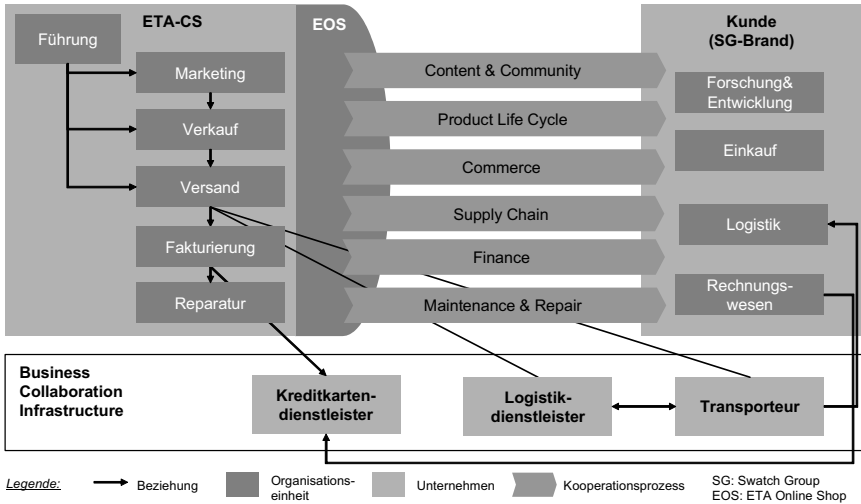 ETA-CS
EOS
Kunde
(SG-Brand)
Führung
Marketing
Verkauf
Versand
Fakturierung
Reparatur
Content & Community
Product Life Cycle
Commerce
Supply Chain
Finance
Maintenance & Repair
Forschung&
Entwicklung
Einkauf
Logistik
Rechnungs-
wesen
Business
Collaboration
Infrastructure
Kreditkarten-
dienstleister
Logistik-
dienstleister
Transporteur
Legende:
Beziehung
Organisations-
einheit
Unternehmen
Kooperationsprozess
SG: Swatch Group
EOS: ETA Online Shop